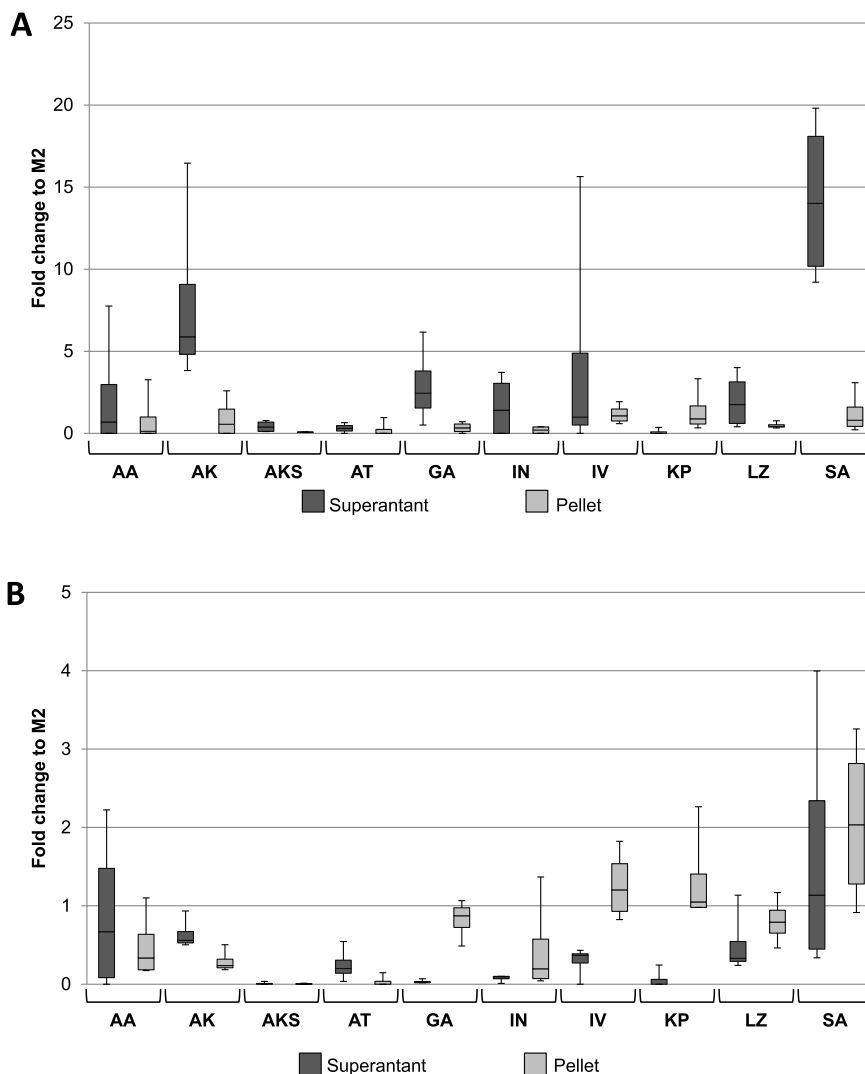 A
Fold change to M2
25
20
15
10
5
0
AA AK AKS AT GA IN IV KP LZ SA
Superantant Pellet
B
Fold change to M2
5
4
3
2
1
0
AA AK AKS AT GA IN IV KP LZ SA
Superantant Pellet